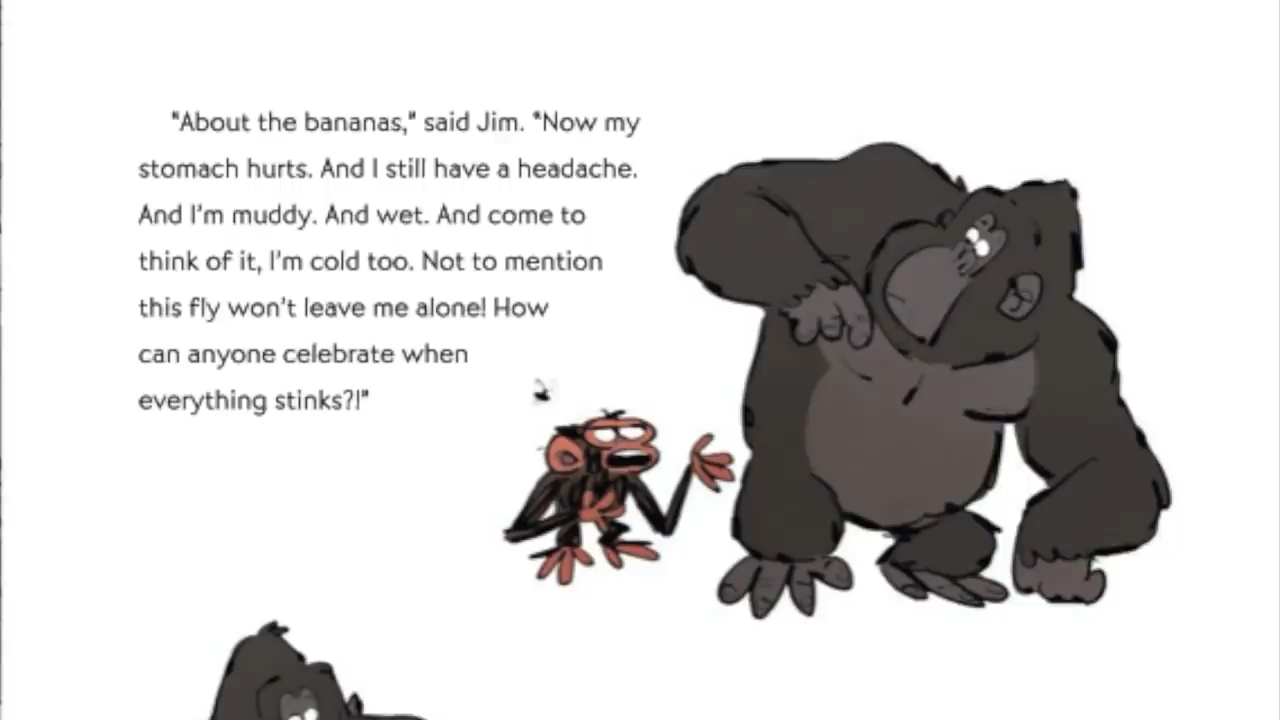 "About the bananas," said Jim. "Now my
stomach hurts. And I still have a headache.
And I'm muddy. And wet. And come to
think of it, I'm cold too. Not to mention
this fly won't leave me alone! How
can anyone celebrate when
everything stinks?!"